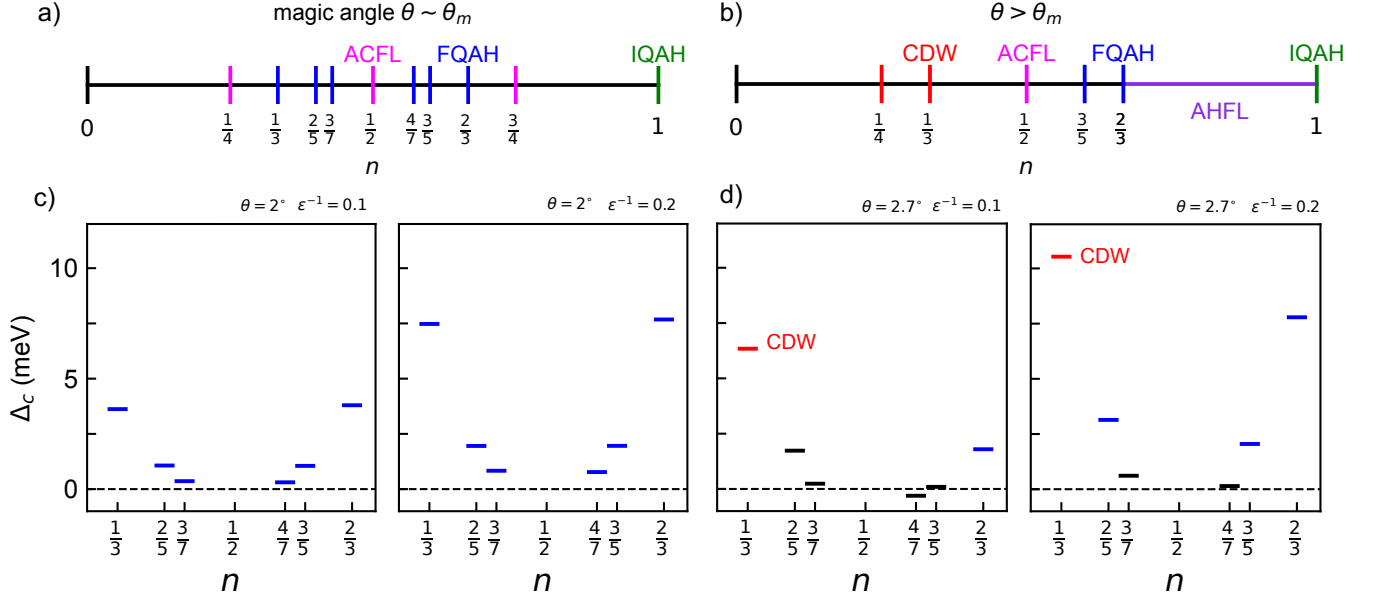 a)
magic angle θ ~ θₘ
ACFL
FQAH
IQAH
0
1/4
1/3
2/5
3/7
1/2
4/7
3/5
2/3
3/4
1
n
b)
θ > θₘ
CDW
ACFL
FQAH
IQAH
AHFL
0
1/4
1/3
1/2
3/5
2/3
1
n
c)
θ = 2° ε⁻¹ = 0.1
Δc (meV)
10
5
0
1/3
2/5
3/7
1/2
4/7
3/5
2/3
n
θ = 2° ε⁻¹ = 0.2
1/3
2/5
3/7
1/2
4/7
3/5
2/3
n
d)
θ = 2.7° ε⁻¹ = 0.1
CDW
1/3
2/5
3/7
1/2
4/7
3/5
2/3
n
θ = 2.7° ε⁻¹ = 0.2
CDW
1/3
2/5
3/7
1/2
4/7
3/5
2/3
n